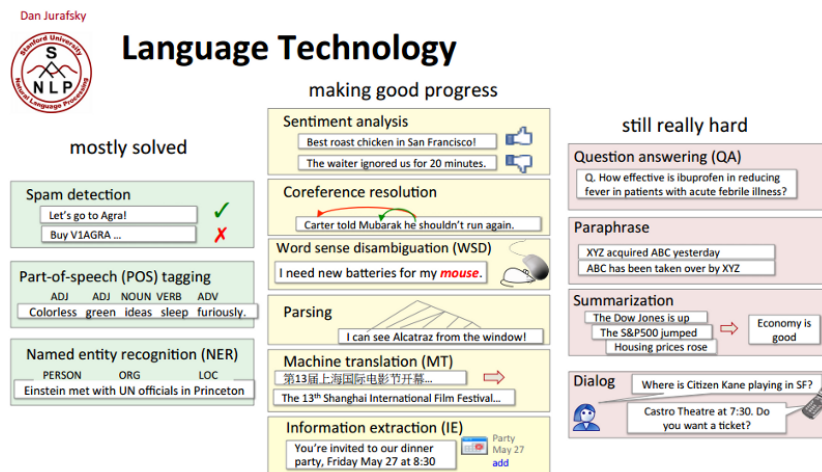 Dan Jurafsky
Stanford University
S
NLP
Natural Language Processing
Language Technology
mostly solved
Spam detection
Let's go to Agra!
Buy V1AGRA …
Part-of-speech (POS) tagging
ADJ ADJ NOUN VERB ADV
Colorless green ideas sleep furiously.
Named entity recognition (NER)
PERSON ORG LOC
Einstein met with UN officials in Princeton
making good progress
Sentiment analysis
Best roast chicken in San Francisco!
The waiter ignored us for 20 minutes.
Coreference resolution
Carter told Mubarak he shouldn't run again.
Word sense disambiguation (WSD)
I need new batteries for my mouse.
Parsing
I can see Alcatraz from the window!
Machine translation (MT)
第13届上海国际电影节开幕…
The 13th Shanghai International Film Festival…
Information extraction (IE)
You're invited to our dinner
party, Friday May 27 at 8:30
Party
May 27
add
still really hard
Question answering (QA)
Q. How effective is ibuprofen in reducing
fever in patients with acute febrile illness?
Paraphrase
XYZ acquired ABC yesterday
ABC has been taken over by XYZ
Summarization
The Dow Jones is up
The S&P500 jumped
Housing prices rose
Economy is
good
Dialog
Where is Citizen Kane playing in SF?
Castro Theatre at 7:30. Do
you want a ticket?